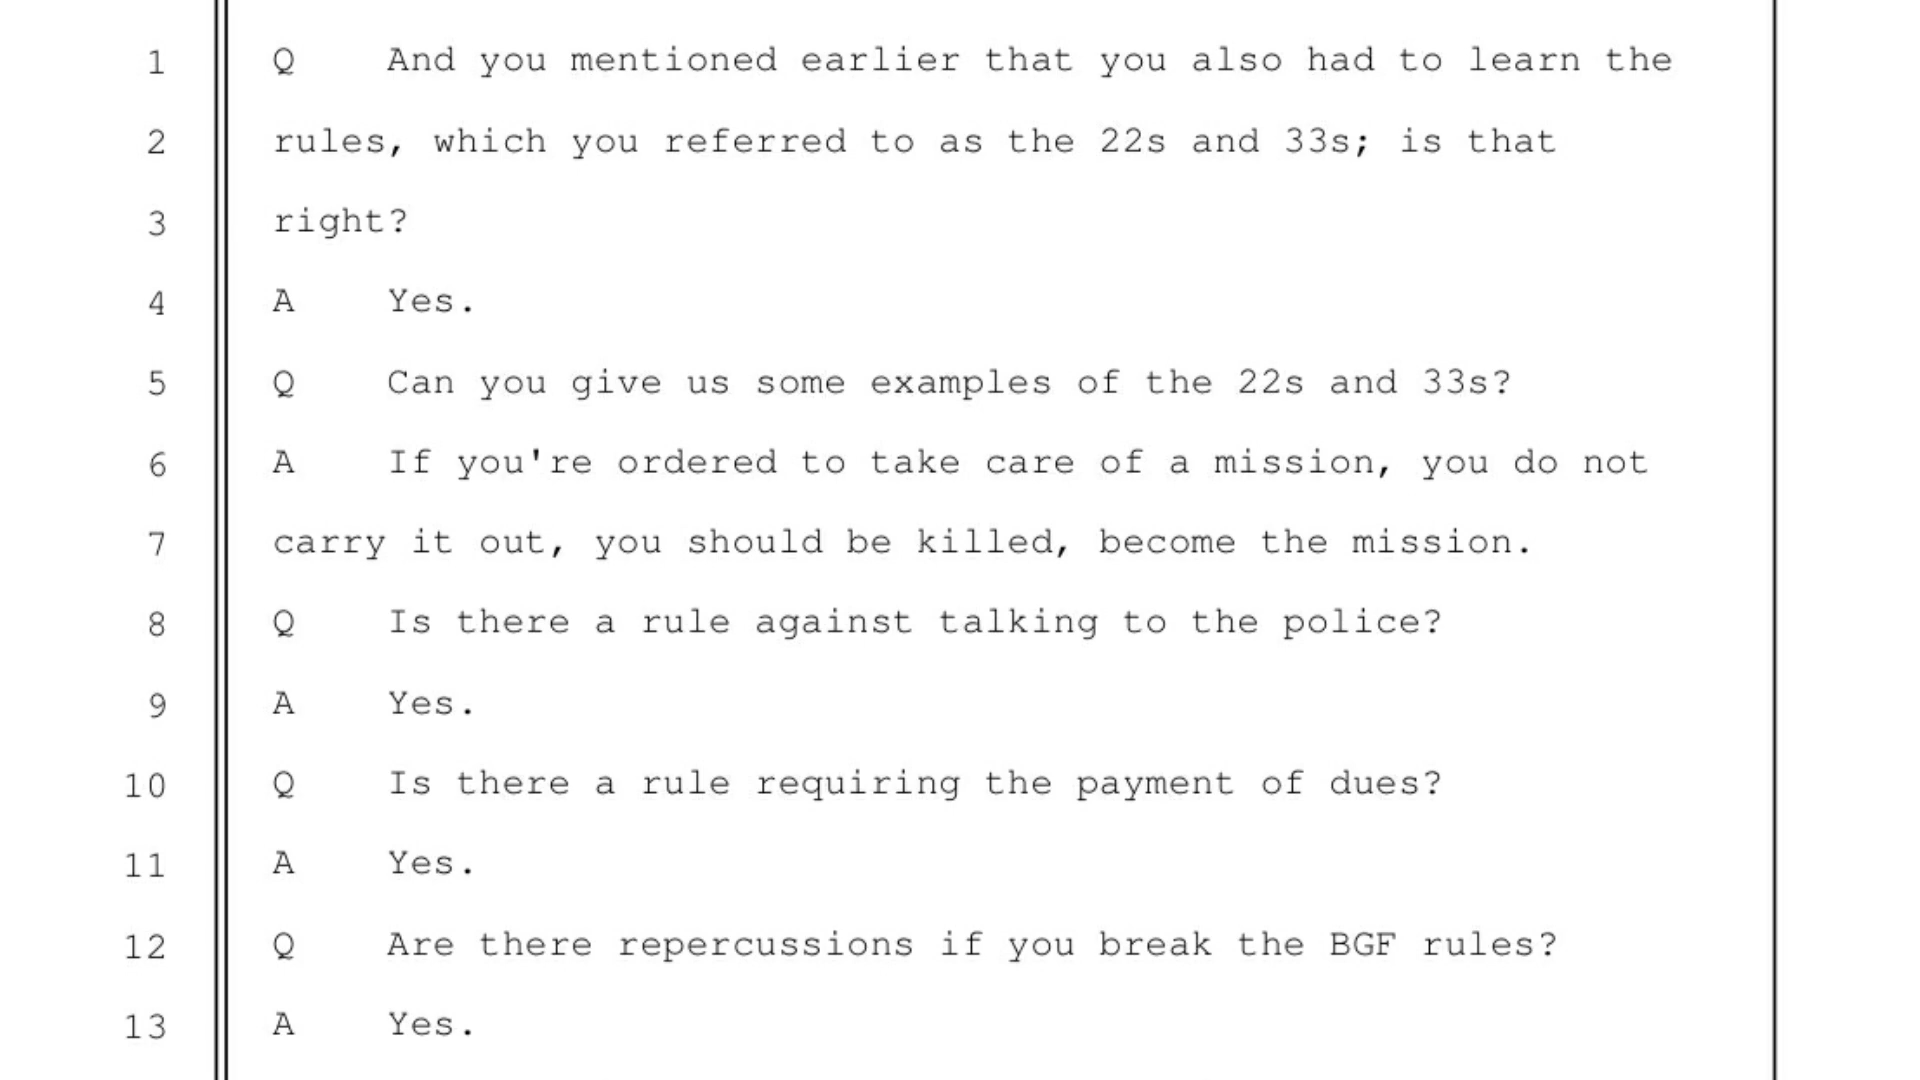 1 Q And you mentioned earlier that you also had to learn the
2 rules, which you referred to as the 22s and 33s; is that
3 right?
4 A Yes.
5 Q Can you give us some examples of the 22s and 33s?
6 A If you're ordered to take care of a mission, you do not
7 carry it out, you should be killed, become the mission.
8 Q Is there a rule against talking to the police?
9 A Yes.
10 Q Is there a rule requiring the payment of dues?
11 A Yes.
12 Q Are there repercussions if you break the BGF rules?
13 A Yes.